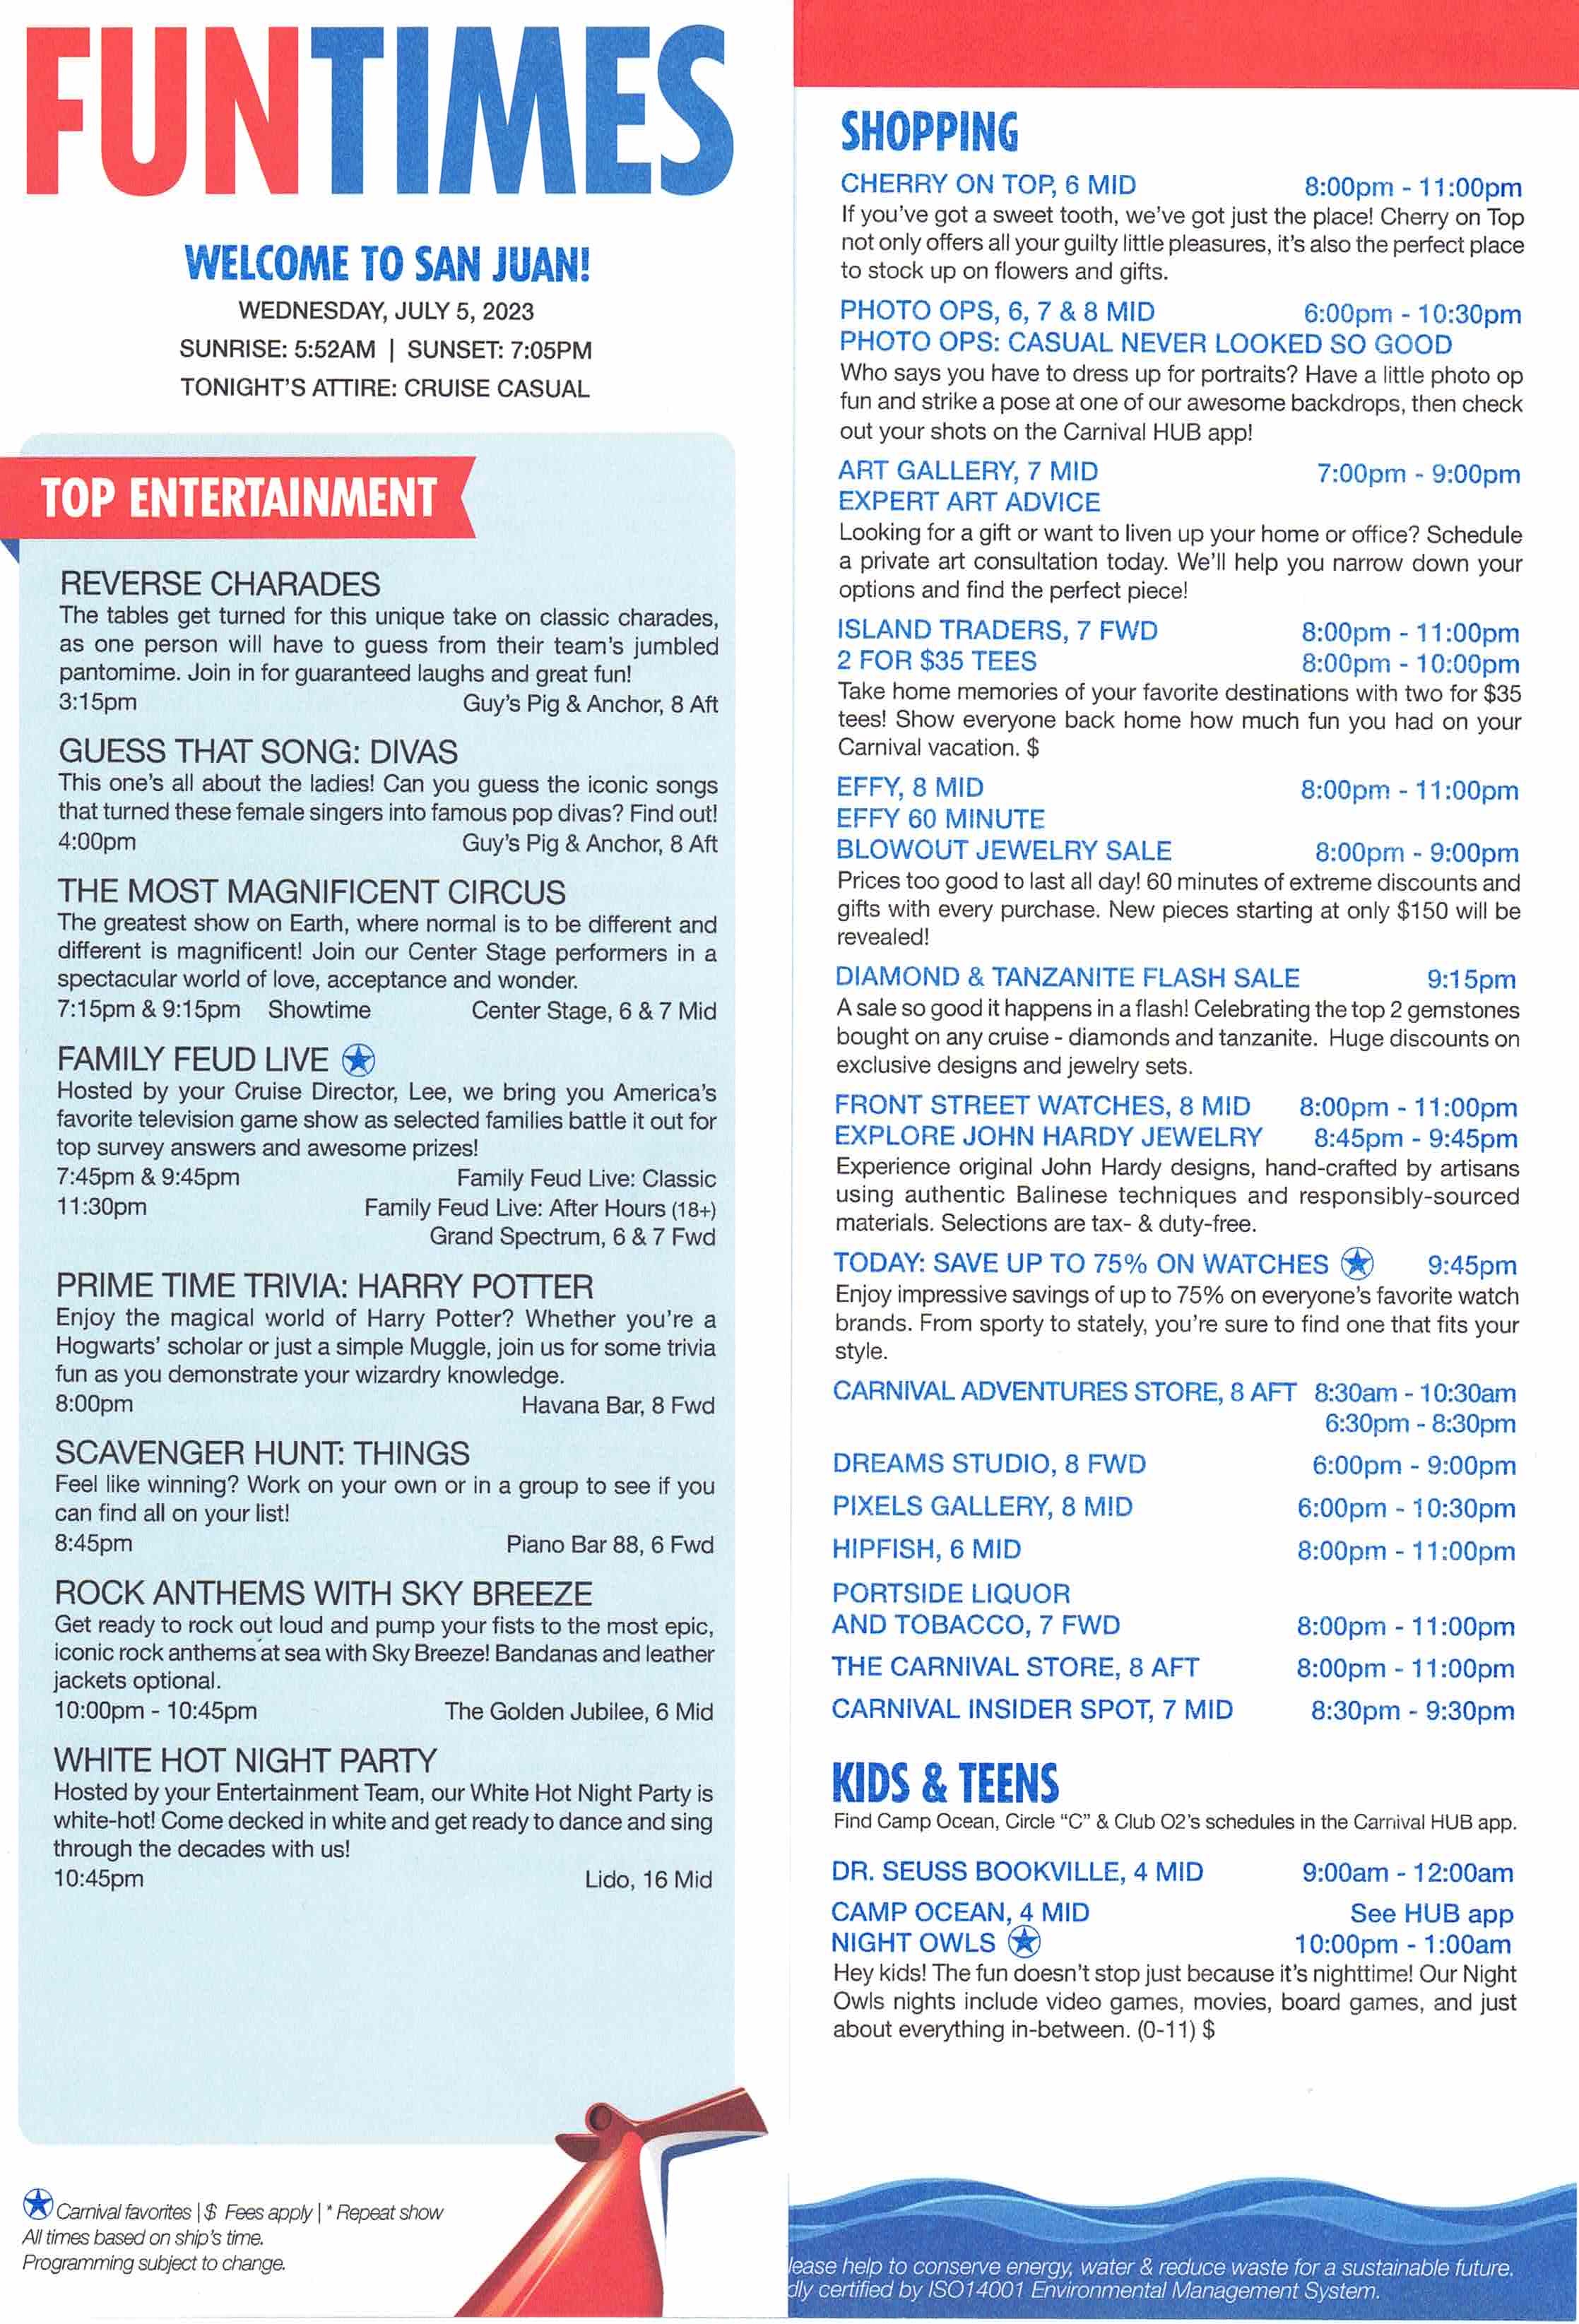 FUNTIMES
WELCOME TO SAN JUAN!
WEDNESDAY, JULY 5, 2023
SUNRISE: 5:52AM | SUNSET: 7:05PM
TONIGHT'S ATTIRE: CRUISE CASUAL
TOP ENTERTAINMENT
REVERSE CHARADES
The tables get turned for this unique take on classic charades,
as one person will have to guess from their team's jumbled
pantomime. Join in for guaranteed laughs and great fun!
3:15pm Guy's Pig & Anchor, 8 Aft
GUESS THAT SONG: DIVAS
This one's all about the ladies! Can you guess the iconic songs
that turned these female singers into famous pop divas? Find out!
4:00pm Guy's Pig & Anchor, 8 Aft
THE MOST MAGNIFICENT CIRCUS
The greatest show on Earth, where normal is to be different and
different is magnificent! Join our Center Stage performers in a
spectacular world of love, acceptance and wonder.
7:15pm & 9:15pm Showtime Center Stage, 6 & 7 Mid
FAMILY FEUD LIVE
Hosted by your Cruise Director, Lee, we bring you America's
favorite television game show as selected families battle it out for
top survey answers and awesome prizes!
7:45pm & 9:45pm Family Feud Live: Classic
11:30pm Family Feud Live: After Hours (18+)
Grand Spectrum, 6 & 7 Fwd
PRIME TIME TRIVIA: HARRY POTTER
Enjoy the magical world of Harry Potter? Whether you're a
Hogwarts' scholar or just a simple Muggle, join us for some trivia
fun as you demonstrate your wizardry knowledge.
8:00pm Havana Bar, 8 Fwd
SCAVENGER HUNT: THINGS
Feel like winning? Work on your own or in a group to see if you
can find all on your list!
8:45pm Piano Bar 88, 6 Fwd
ROCK ANTHEMS WITH SKY BREEZE
Get ready to rock out loud and pump your fists to the most epic,
iconic rock anthems at sea with Sky Breeze! Bandanas and leather
jackets optional.
10:00pm - 10:45pm The Golden Jubilee, 6 Mid
WHITE HOT NIGHT PARTY
Hosted by your Entertainment Team, our White Hot Night Party is
white-hot! Come decked in white and get ready to dance and sing
through the decades with us!
10:45pm Lido, 16 Mid
Carnival favorites | $ Fees apply | * Repeat show
All times based on ship's time.
Programming subject to change.
SHOPPING
CHERRY ON TOP, 6 MID 8:00pm - 11:00pm
If you've got a sweet tooth, we've got just the place! Cherry on Top
not only offers all your guilty little pleasures, it's also the perfect place
to stock up on flowers and gifts.
PHOTO OPS, 6, 7 & 8 MID 6:00pm - 10:30pm
PHOTO OPS: CASUAL NEVER LOOKED SO GOOD
Who says you have to dress up for portraits? Have a little photo op
fun and strike a pose at one of our awesome backdrops, then check
out your shots on the Carnival HUB app!
ART GALLERY, 7 MID 7:00pm - 9:00pm
EXPERT ART ADVICE
Looking for a gift or want to liven up your home or office? Schedule
a private art consultation today. We'll help you narrow down your
options and find the perfect piece!
ISLAND TRADERS, 7 FWD 8:00pm - 11:00pm
2 FOR $35 TEES 8:00pm - 10:00pm
Take home memories of your favorite destinations with two for $35
tees! Show everyone back home how much fun you had on your
Carnival vacation. $
EFFY, 8 MID 8:00pm - 11:00pm
EFFY 60 MINUTE
BLOWOUT JEWELRY SALE 8:00pm - 9:00pm
Prices too good to last all day! 60 minutes of extreme discounts and
gifts with every purchase. New pieces starting at only $150 will be
revealed!
DIAMOND & TANZANITE FLASH SALE 9:15pm
A sale so good it happens in a flash! Celebrating the top 2 gemstones
bought on any cruise - diamonds and tanzanite. Huge discounts on
exclusive designs and jewelry sets.
FRONT STREET WATCHES, 8 MID 8:00pm - 11:00pm
EXPLORE JOHN HARDY JEWELRY 8:45pm - 9:45pm
Experience original John Hardy designs, hand-crafted by artisans
using authentic Balinese techniques and responsibly-sourced
materials. Selections are tax- & duty-free.
TODAY: SAVE UP TO 75% ON WATCHES 9:45pm
Enjoy impressive savings of up to 75% on everyone's favorite watch
brands. From sporty to stately, you're sure to find one that fits your
style.
CARNIVAL ADVENTURES STORE, 8 AFT 8:30am - 10:30am
6:30pm - 8:30pm
DREAMS STUDIO, 8 FWD 6:00pm - 9:00pm
PIXELS GALLERY, 8 MID 6:00pm - 10:30pm
HIPFISH, 6 MID 8:00pm - 11:00pm
PORTSIDE LIQUOR
AND TOBACCO, 7 FWD 8:00pm - 11:00pm
THE CARNIVAL STORE, 8 AFT 8:00pm - 11:00pm
CARNIVAL INSIDER SPOT, 7 MID 8:30pm - 9:30pm
KIDS & TEENS
Find Camp Ocean, Circle "C" & Club O2's schedules in the Carnival HUB app.
DR. SEUSS BOOKVILLE, 4 MID 9:00am - 12:00am
CAMP OCEAN, 4 MID See HUB app
NIGHT OWLS 10:00pm - 1:00am
Hey kids! The fun doesn't stop just because it's nighttime! Our Night
Owls nights include video games, movies, board games, and just
about everything in-between. (0-11) $
lease help to conserve energy, water & reduce waste for a sustainable future.
dly certified by ISO14001 Environmental Management System.